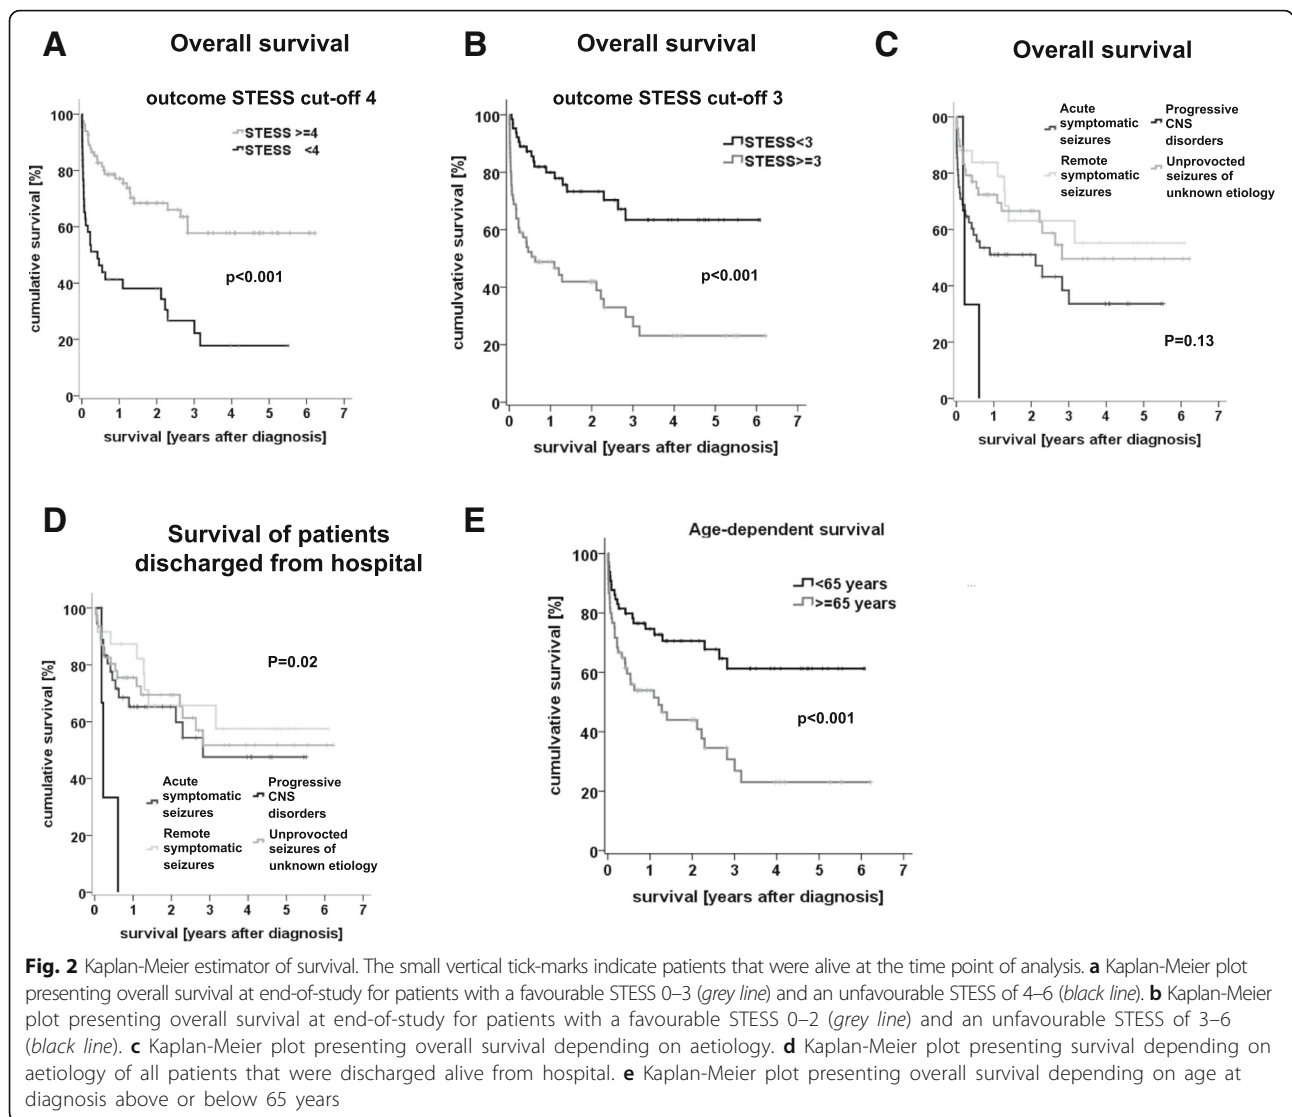 A
Overall survival
outcome STESS cut-off 4
STESS >=4
STESS <4
100
80
60
40
20
0
cumulative survival [%]
p<0.001
0 1 2 3 4 5 6 7
survival [years after diagnosis]
B
Overall survival
outcome STESS cut-off 3
STESS<3
STESS>=3
100
80
60
40
20
0
cumulvative survival [%]
p<0.001
0 1 2 3 4 5 6 7
survival [years after diagnosis]
C
Overall survival
Acute
symptomatic
seizures
Progressive
CNS
disorders
Remote
symptomatic
seizures
Unprovocted
seizures of
unknown etiology
00
80
60
40
20
0
P=0.13
0 1 2 3 4 5 6 7
survival [years after diagnosis]
D
Survival of patients
discharged from hospital
100
80
60
40
20
0
cumulative survival [%]
P=0.02
Acute
symptomatic
seizures
Progressive
CNS
disorders
Remote
symptomatic
seizures
Unprovocted
seizures of
unknown etiology
0 1 2 3 4 5 6 7
survival [years after diagnosis]
E
Age-dependent survival
<65 years
>=65 years
100
80
60
40
20
0
cumulvative survival [%]
p<0.001
0 1 2 3 4 5 6 7
survival [years after diagnosis]
...
Fig. 2 Kaplan-Meier estimator of survival. The small vertical tick-marks indicate patients that were alive at the time point of analysis. a Kaplan-Meier plot
presenting overall survival at end-of-study for patients with a favourable STESS 0–3 (grey line) and an unfavourable STESS of 4–6 (black line). b Kaplan-Meier
plot presenting overall survival at end-of-study for patients with a favourable STESS 0–2 (grey line) and an unfavourable STESS of 3–6
(black line). c Kaplan-Meier plot presenting overall survival depending on aetiology. d Kaplan-Meier plot presenting survival depending on
aetiology of all patients that were discharged alive from hospital. e Kaplan-Meier plot presenting overall survival depending on age at
diagnosis above or below 65 years